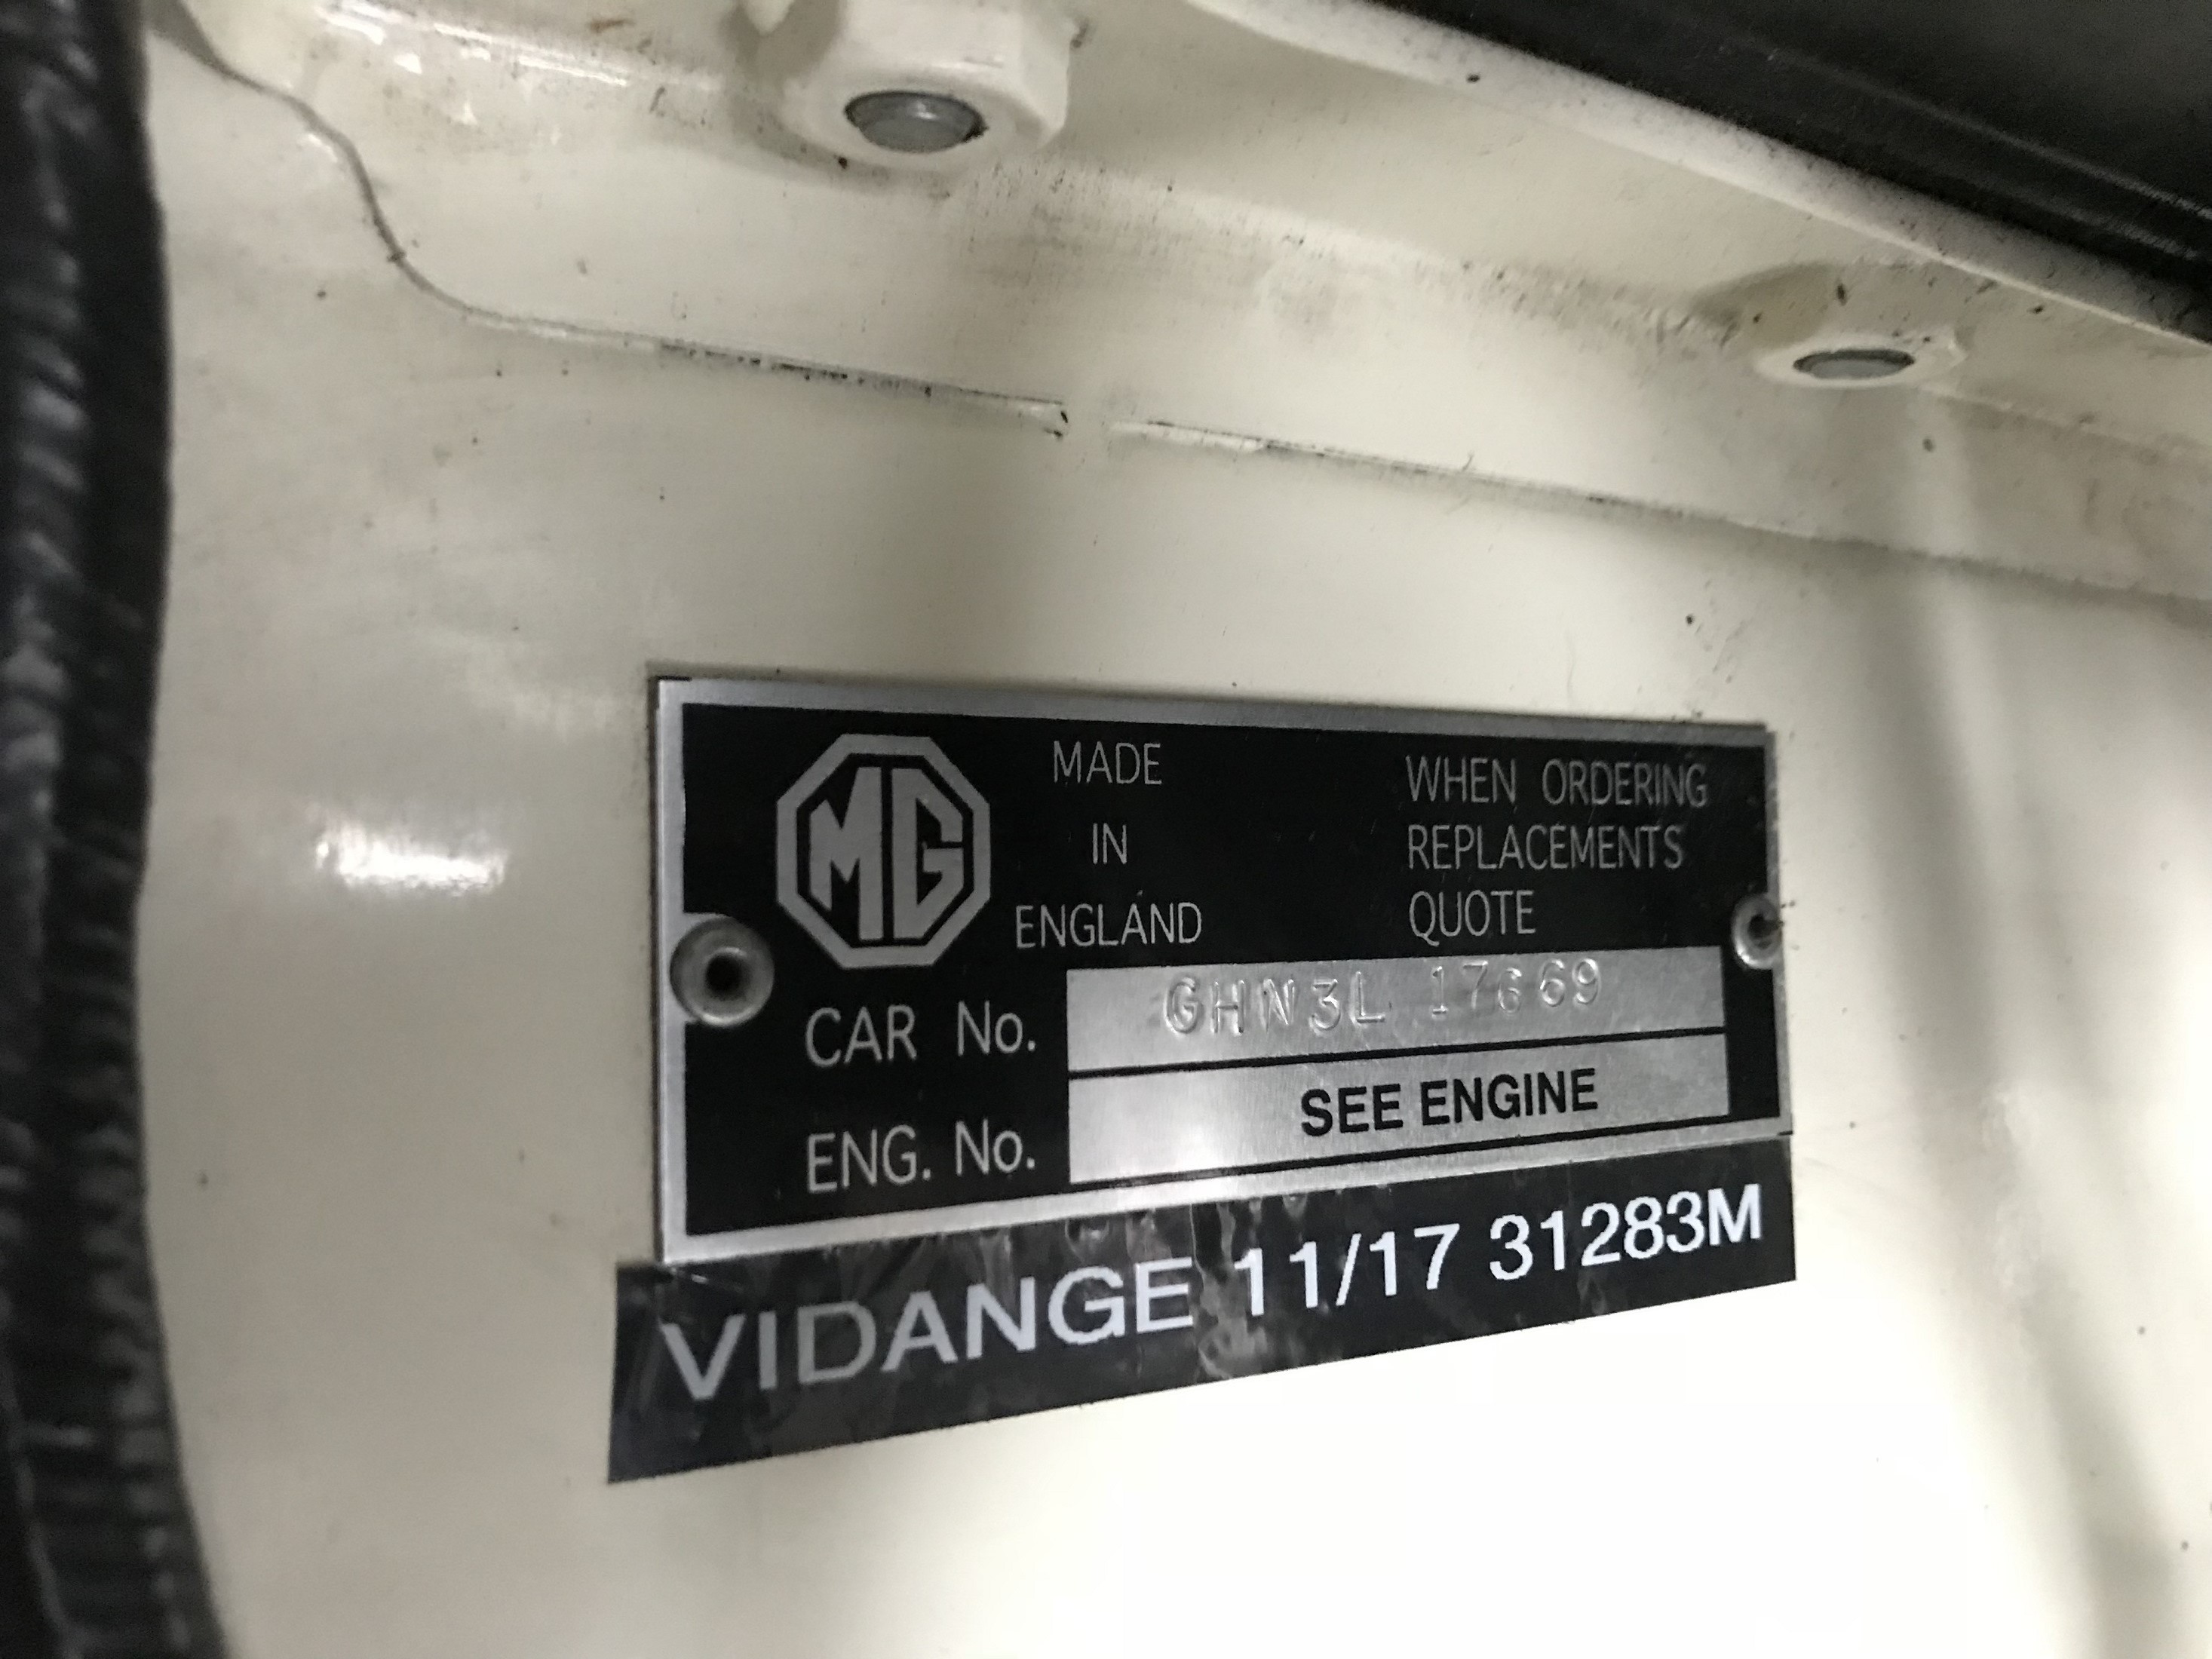 MG
MADE
IN
ENGLAND
WHEN ORDERING
REPLACEMENTS
QUOTE
CAR No. GHN3L 17669
ENG. No. SEE ENGINE
VIDANGE 11/17 31283M